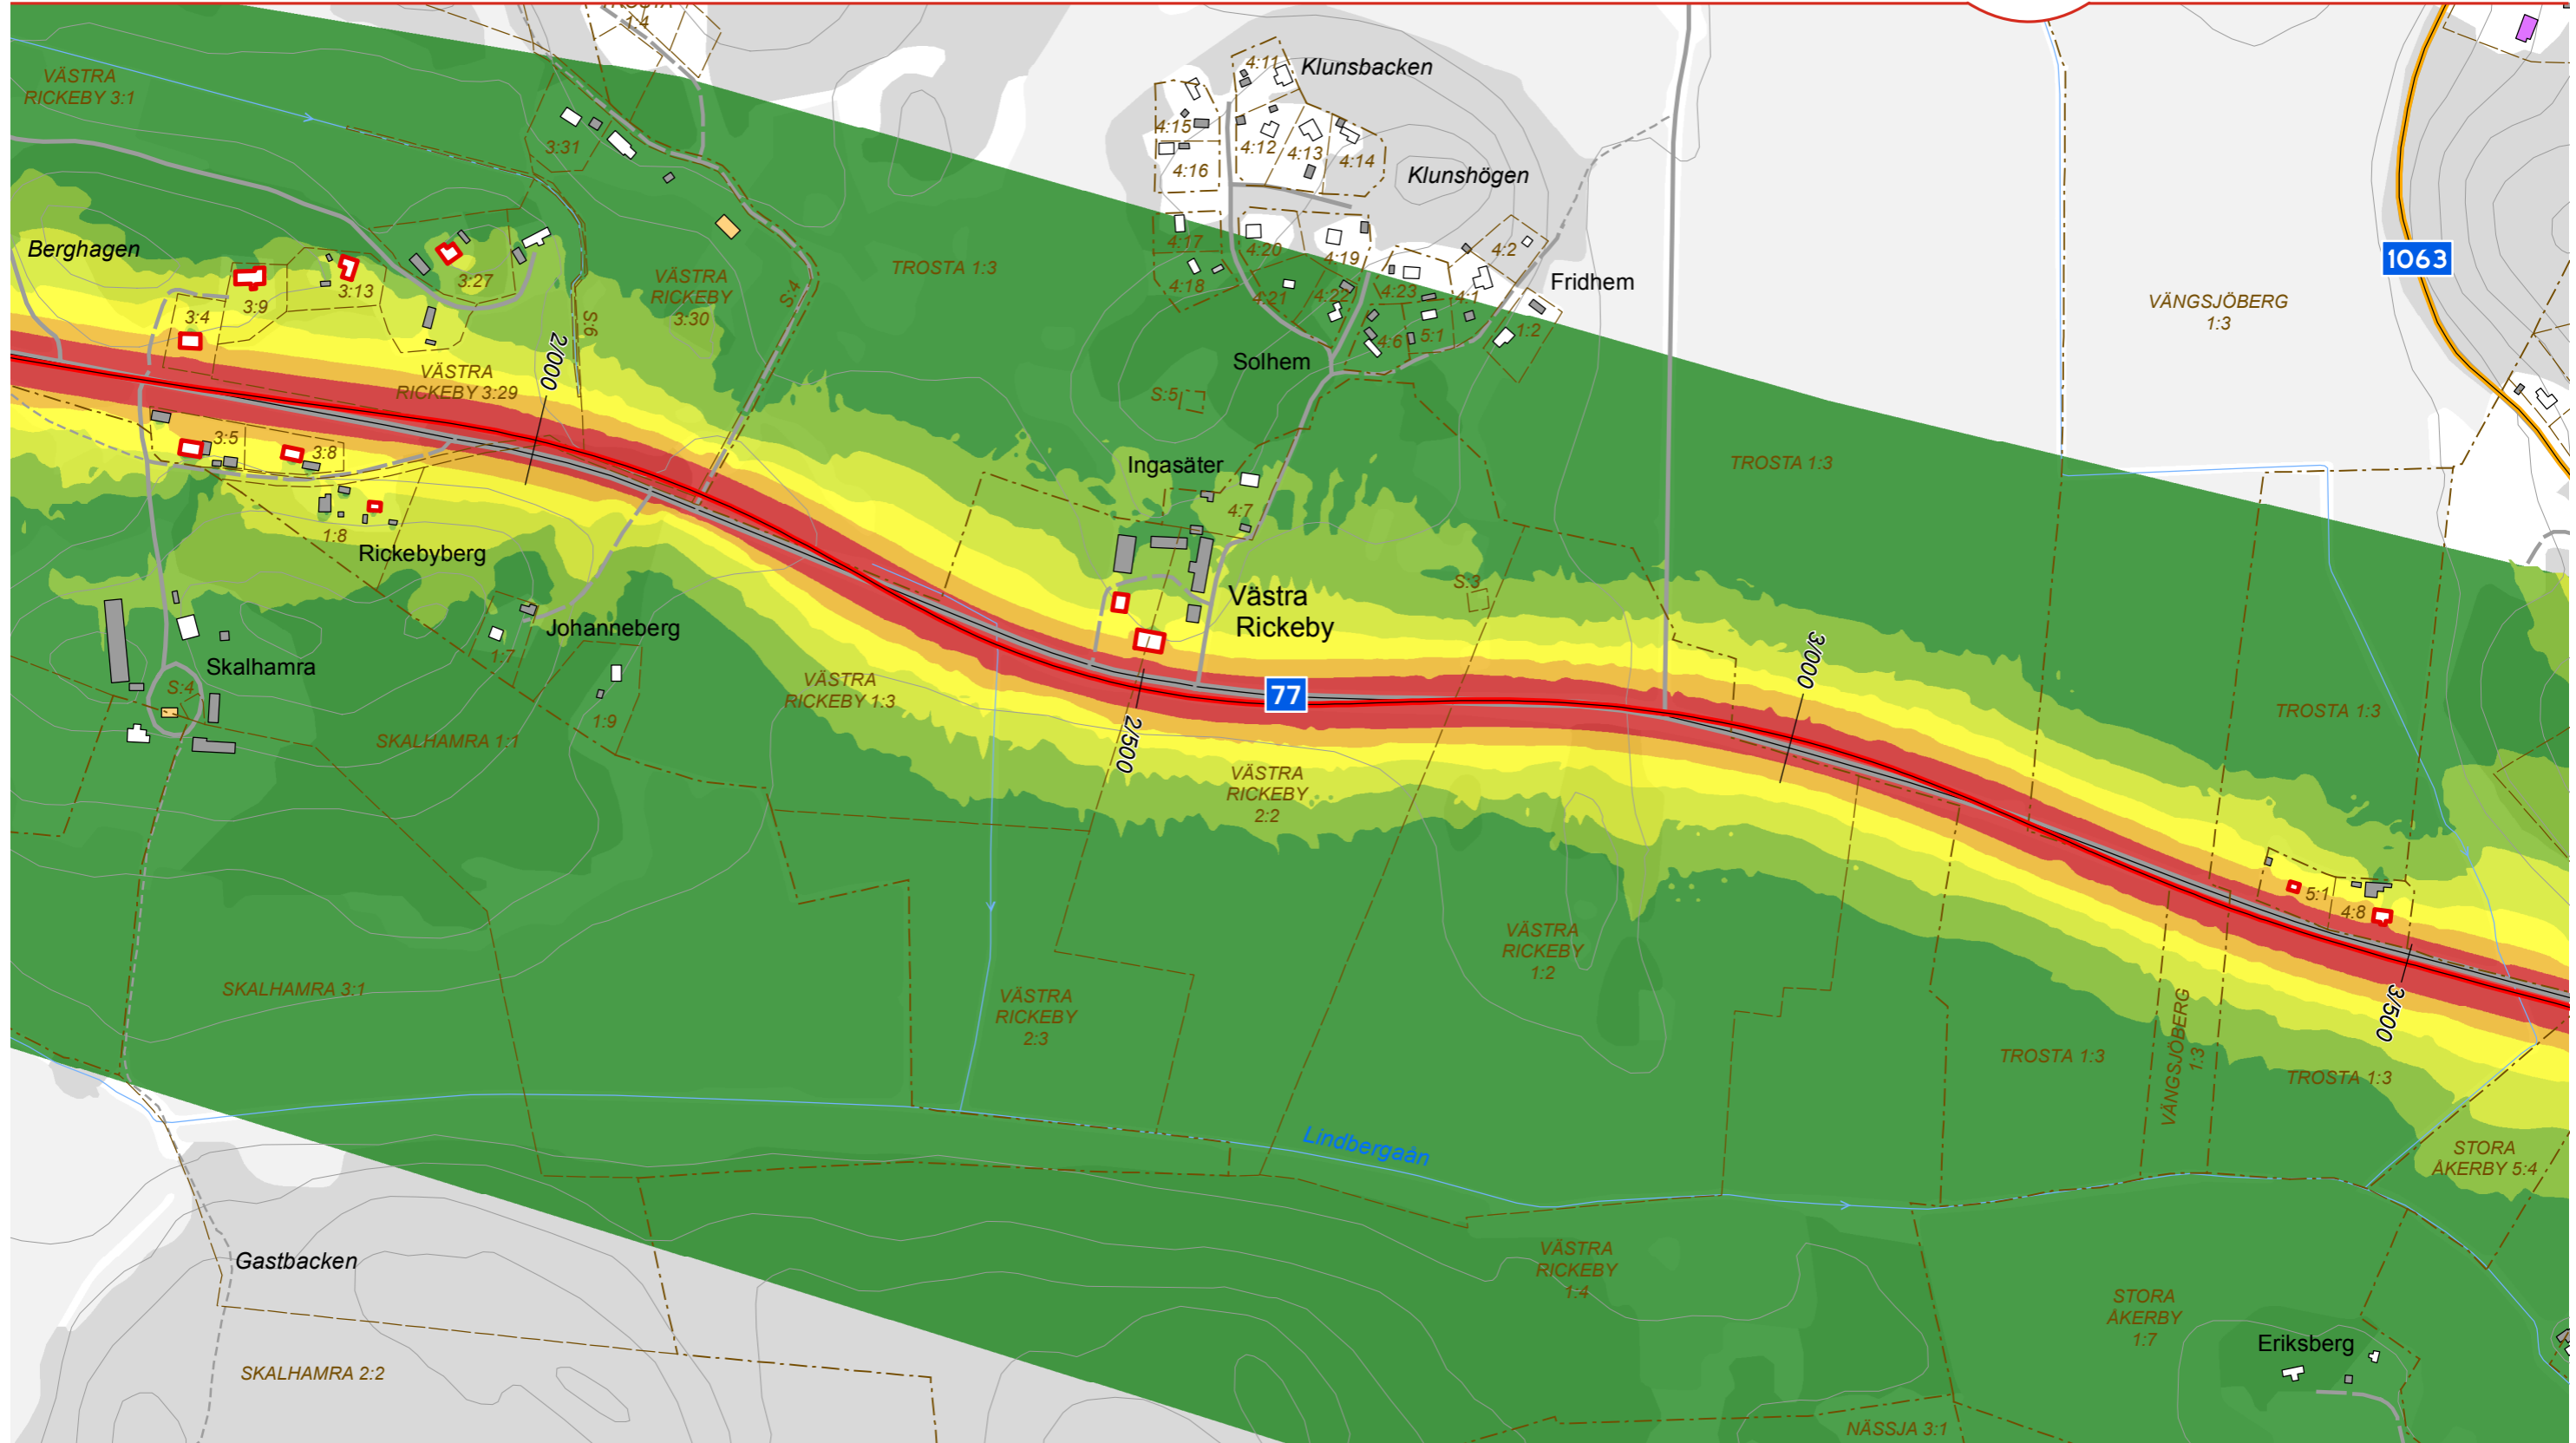 TROSTA
1:4
VÄSTRA
RICKEBY 3:1
4:11
Klunsbacken
4:15
3:31
4:12
4:13
4:14
4:16
Klunshögen
Berghagen
4:17
4:20
4:19
4:2
1063
TROSTA 1:3
4:18
3:27
VÄSTRA
RICKEBY
3:30
S:4
Fridhem
3:9
3:13
4:21
4:22
4:23
4:1
VÄNGSJÖBERG
1:3
3:4
S:6
1:2
4:6
5:1
2/000
Solhem
VÄSTRA
RICKEBY 3:29
S:5
3:5
3:8
Ingasäter
TROSTA 1:3
4:7
1:8
Rickebyberg
S:3
Västra
Rickeby
Johanneberg
1:7
Skalhamra
3/000
S:4
VÄSTRA
RICKEBY 1:3
77
TROSTA 1:3
1:9
SKALHAMRA 1:1
2/500
VÄSTRA
RICKEBY
2:2
5:1
4:8
VÄSTRA
RICKEBY
1:2
SKALHAMRA 3:1
VÄSTRA
RICKEBY
2:3
3/500
VÄNGSJÖBERG
1:3
TROSTA 1:3
TROSTA 1:3
Lindbergaån
STORA
ÅKERBY 5:4
Gastbacken
VÄSTRA
RICKEBY
1:4
STORA
ÅKERBY
1:7
Eriksberg
SKALHAMRA 2:2
NÄSSJA 3:1